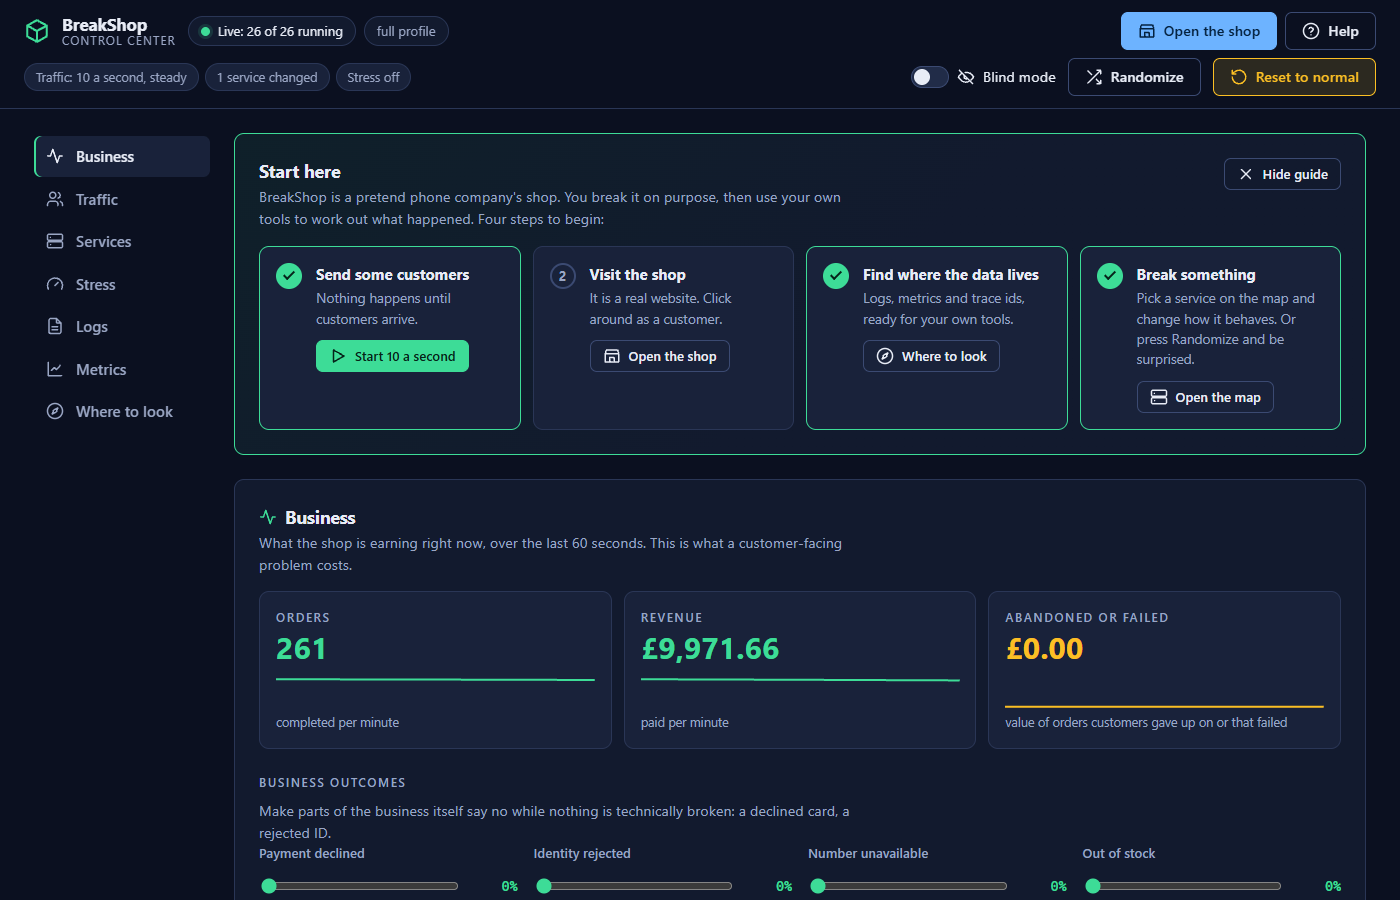 BreakShop
CONTROL CENTER
Live: 26 of 26 running
full profile
Open the shop
Help
Traffic: 10 a second, steady
1 service changed
Stress off
Blind mode
Randomize
Reset to normal
Business
Traffic
Services
Stress
Logs
Metrics
Where to look
Start here
BreakShop is a pretend phone company's shop. You break it on purpose, then use your own
tools to work out what happened. Four steps to begin:
Hide guide
Send some customers
Nothing happens until
customers arrive.
Start 10 a second
2
Visit the shop
It is a real website. Click
around as a customer.
Open the shop
Find where the data lives
Logs, metrics and trace ids,
ready for your own tools.
Where to look
Break something
Pick a service on the map and
change how it behaves. Or
press Randomize and be
surprised.
Open the map
Business
What the shop is earning right now, over the last 60 seconds. This is what a customer-facing
problem costs.
ORDERS
261
completed per minute
REVENUE
£9,971.66
paid per minute
ABANDONED OR FAILED
£0.00
value of orders customers gave up on or that failed
BUSINESS OUTCOMES
Make parts of the business itself say no while nothing is technically broken: a declined card, a
rejected ID.
Payment declined
0%
Identity rejected
0%
Number unavailable
0%
Out of stock
0%